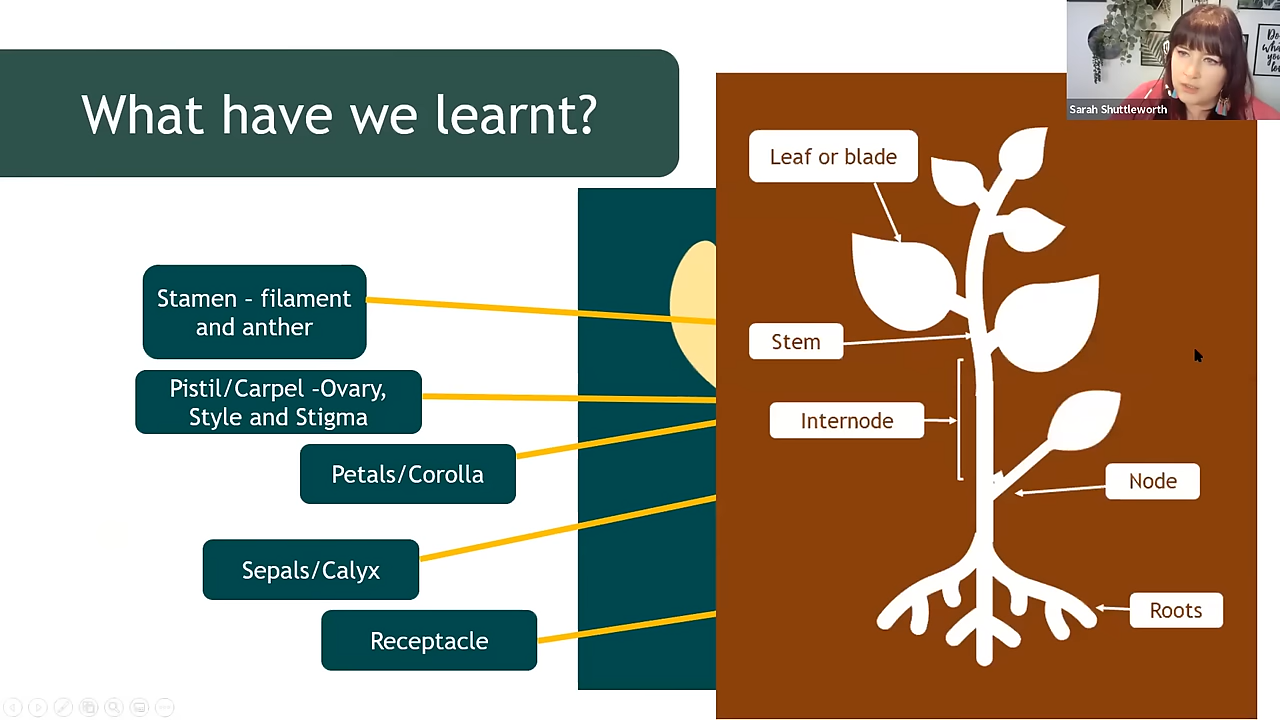 What have we learnt?
Sarah Shuttleworth
Stamen - filament
and anther
Pistil/Carpel -Ovary,
Style and Stigma
Petals/Corolla
Sepals/Calyx
Receptacle
Leaf or blade
Stem
Internode
Node
Roots